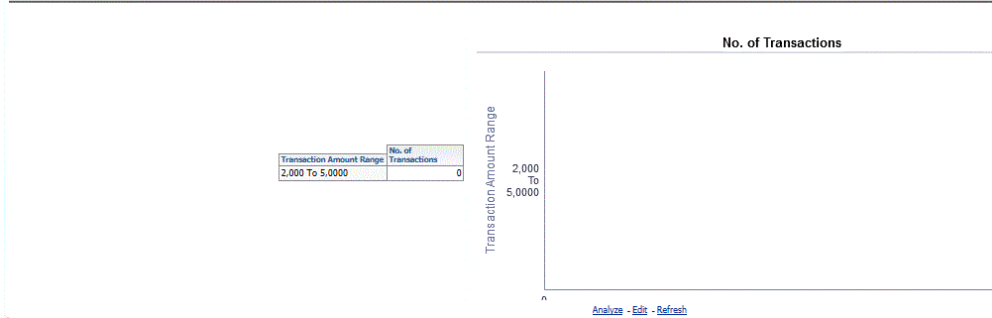 No. of Transactions
Transaction Amount Range
No. of
Transactions
2,000 To 5,0000
0
Transaction Amount Range
2,000
To
5,0000
0
Analyze - Edit - Refresh